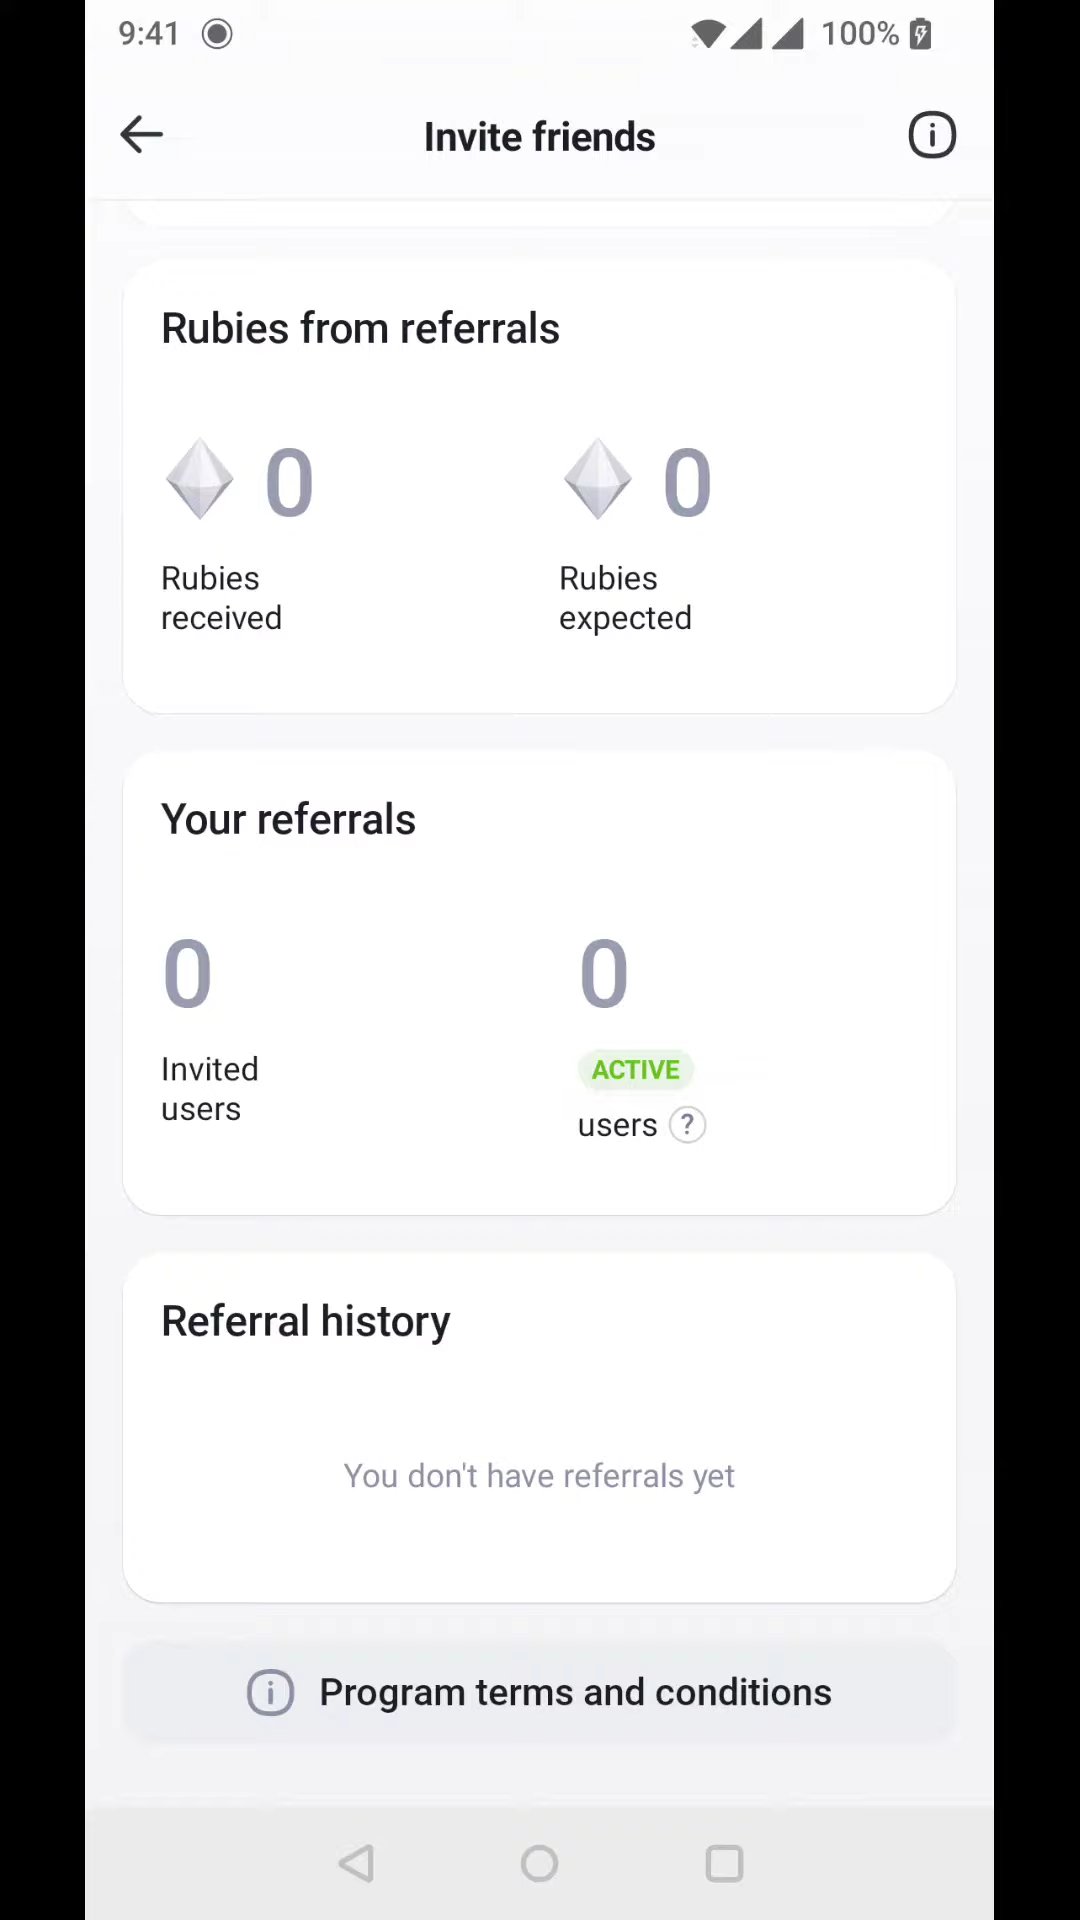 9:41
100%
Invite friends
Rubies from referrals
0
0
Rubies
received
Rubies
expected
Your referrals
0
0
Invited
users
ACTIVE
users ?
Referral history
You don't have referrals yet
Program terms and conditions